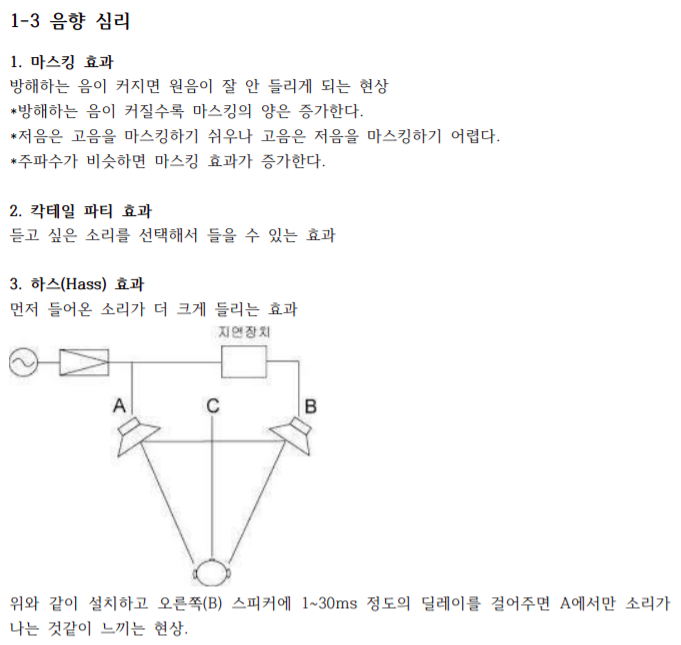 1-3 음향 심리
1. 마스킹 효과
방해하는 음이 커지면 원음이 잘 안 들리게 되는 현상
*방해하는 음이 커질수록 마스킹의 양은 증가한다.
*저음은 고음을 마스킹하기 쉬우나 고음은 저음을 마스킹하기 어렵다.
*주파수가 비슷하면 마스킹 효과가 증가한다.
2. 칵테일 파티 효과
듣고 싶은 소리를 선택해서 들을 수 있는 효과
3. 하스(Hass) 효과
먼저 들어온 소리가 더 크게 들리는 효과
지연장치
A C B
위와 같이 설치하고 오른쪽(B) 스피커에 1~30ms 정도의 딜레이를 걸어주면 A에서만 소리가
나는 것같이 느끼는 현상.